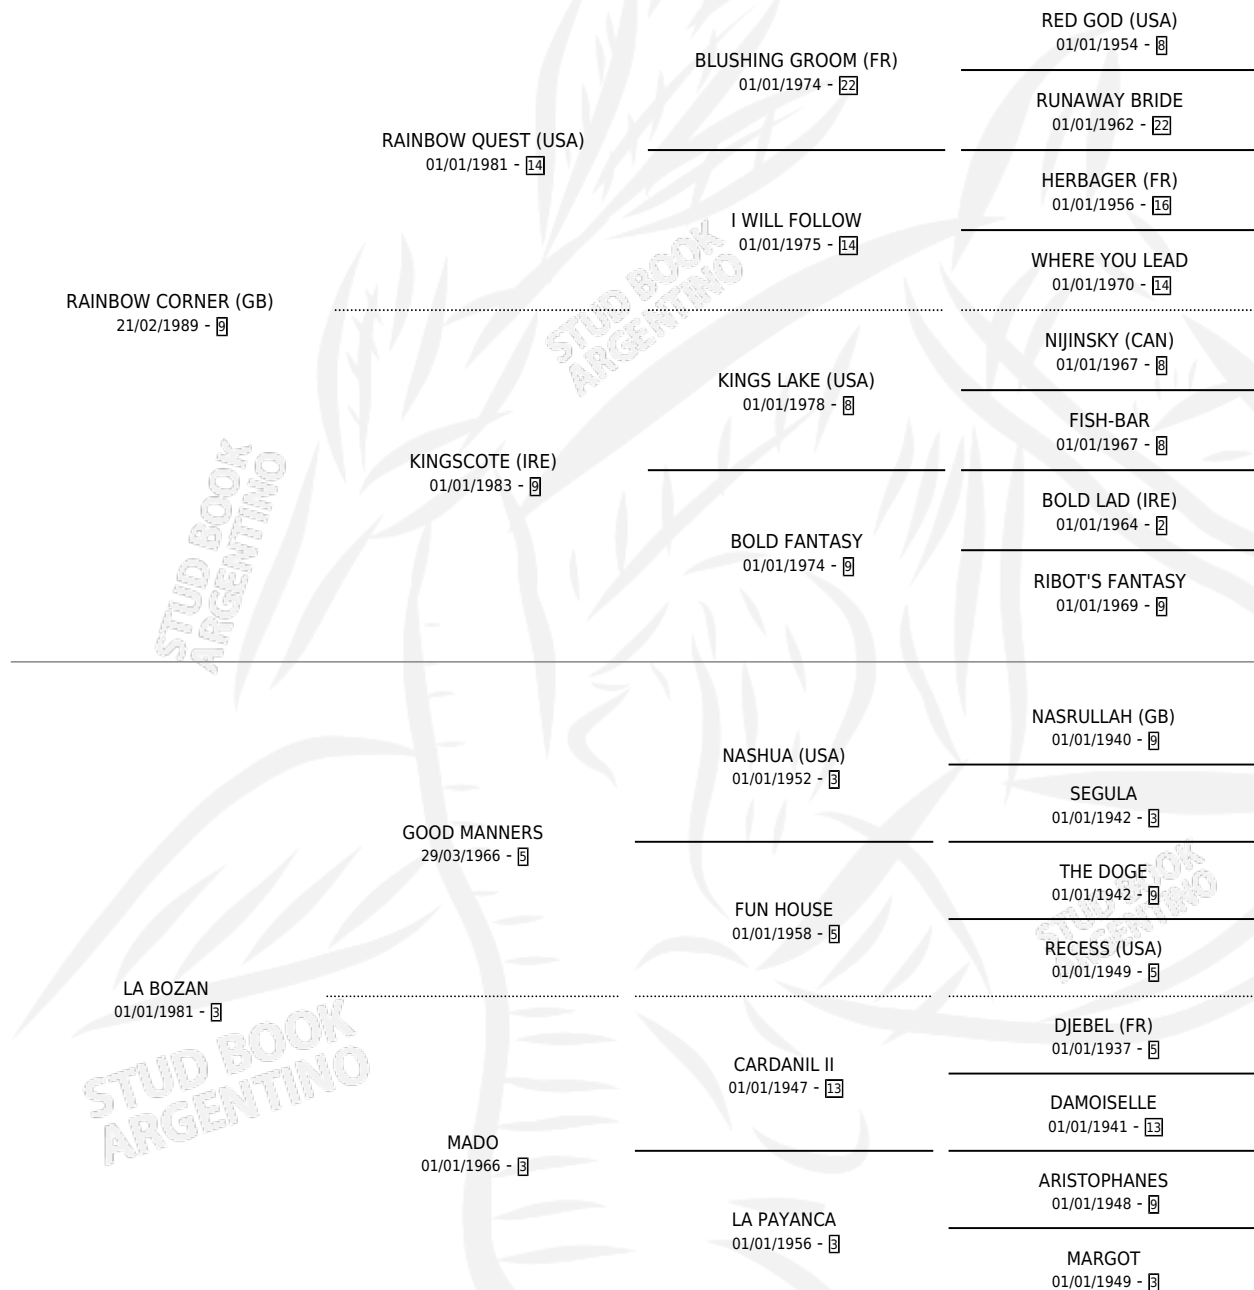 RED GOD (USA)
01/01/1954 - 8
BLUSHING GROOM (FR)
01/01/1974 - 22
RUNAWAY BRIDE
01/01/1962 - 22
RAINBOW QUEST (USA)
01/01/1981 - 14
HERBAGER (FR)
01/01/1956 - 16
I WILL FOLLOW
01/01/1975 - 14
WHERE YOU LEAD
01/01/1970 - 14
RAINBOW CORNER (GB)
21/02/1989 - 9
STUD BOOK
ARGENTINO
NIJINSKY (CAN)
01/01/1967 - 8
KINGS LAKE (USA)
01/01/1978 - 8
FISH-BAR
01/01/1967 - 8
KINGSCOTE (IRE)
01/01/1983 - 9
BOLD LAD (IRE)
01/01/1964 - 2
BOLD FANTASY
01/01/1974 - 9
RIBOT'S FANTASY
01/01/1969 - 9
STUD BOOK
ARGENTINO
NASRULLAH (GB)
01/01/1940 - 9
NASHUA (USA)
01/01/1952 - 3
SEGULA
01/01/1942 - 3
GOOD MANNERS
29/03/1966 - 5
THE DOGE
01/01/1942 - 9
FUN HOUSE
01/01/1958 - 5
RECESS (USA)
01/01/1949 - 5
STUD BOOK
ARGENTINO
LA BOZAN
01/01/1981 - 3
DJEBEL (FR)
01/01/1937 - 5
CARDANIL II
01/01/1947 - 13
DAMOISELLE
01/01/1941 - 13
STUD BOOK
ARGENTINO
MADO
01/01/1966 - 3
ARISTOPHANES
01/01/1948 - 9
LA PAYANCA
01/01/1956 - 3
MARGOT
01/01/1949 - 3